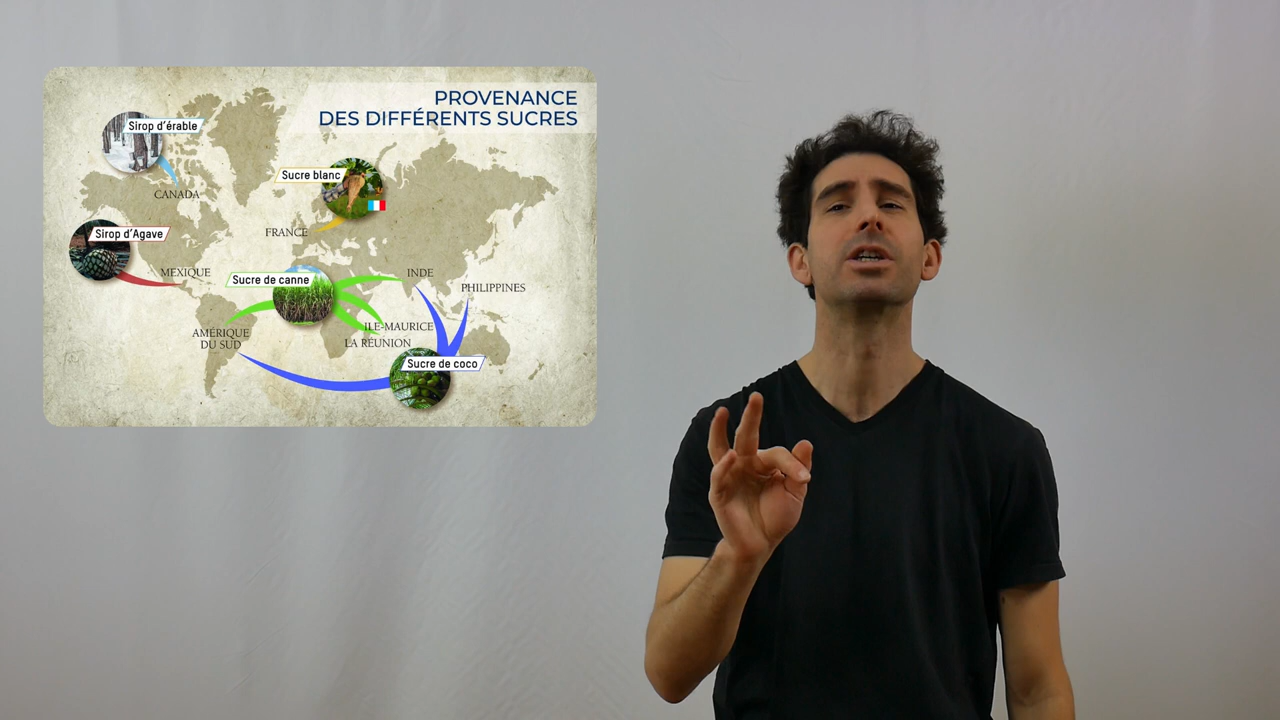 PROVENANCE
DES DIFFÉRENTS SUCRES
Sirop d'érable
CANADA
Sucre blanc
FRANCE
Sirop d'Agave
MEXIQUE
Sucre de canne
INDE
PHILIPPINES
AMÉRIQUE
DU SUD
ILE-MAURICE
LA RÉUNION
Sucre de coco